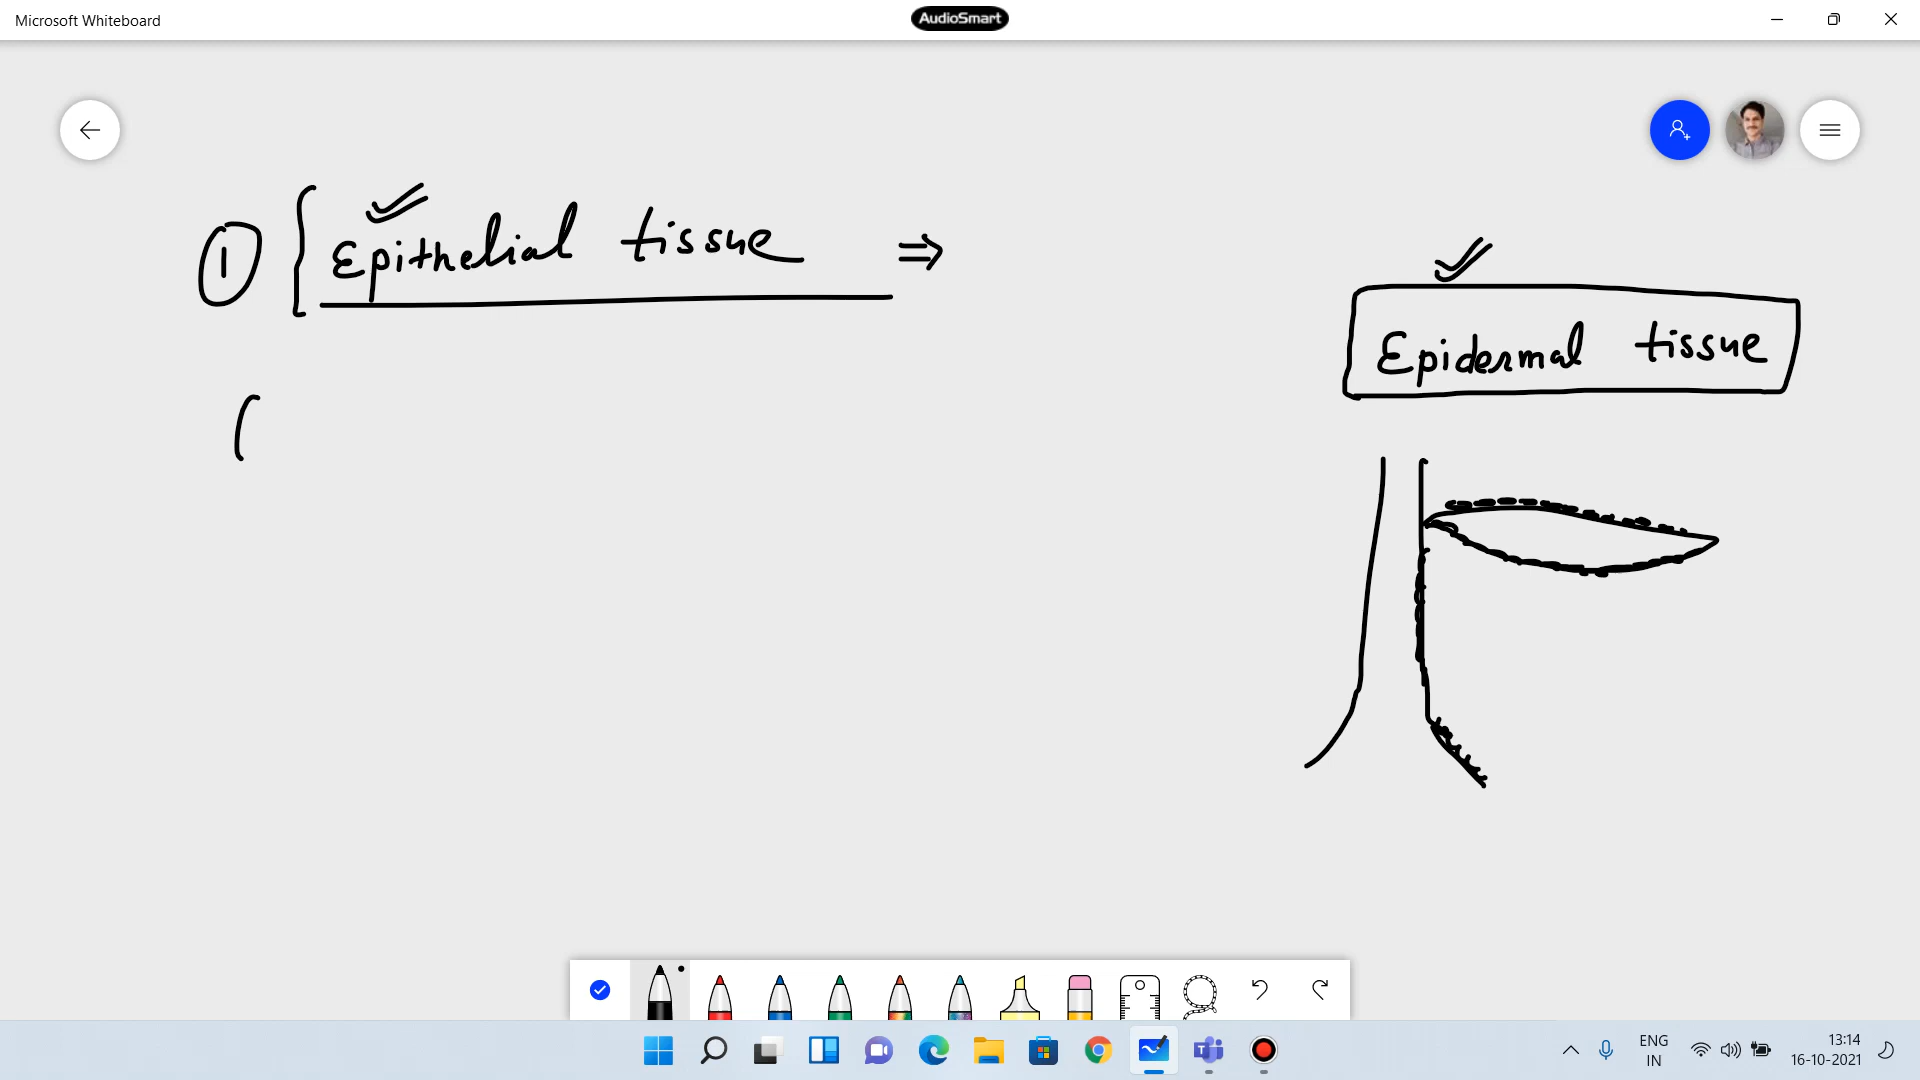 Microsoft Whiteboard
AudioSmart
① { Epithelial tissue ⇒
Epidermal tissue
(
ENG
IN
13:14
16-10-2021